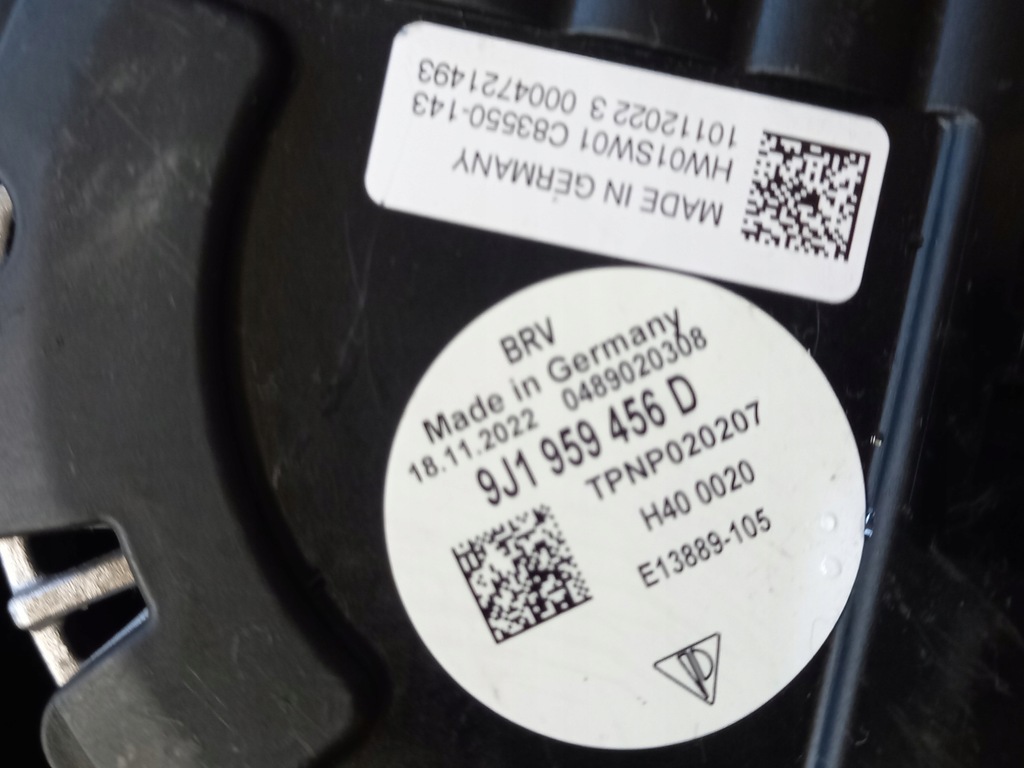 MADE IN GERMANY
HW01SW01 C83550-143
10112022 3 0004721493
BRV
Made in Germany
18.11.2022 0489020308
9J1 959 456 D
TPNP020207
H40 0020
E13889-105